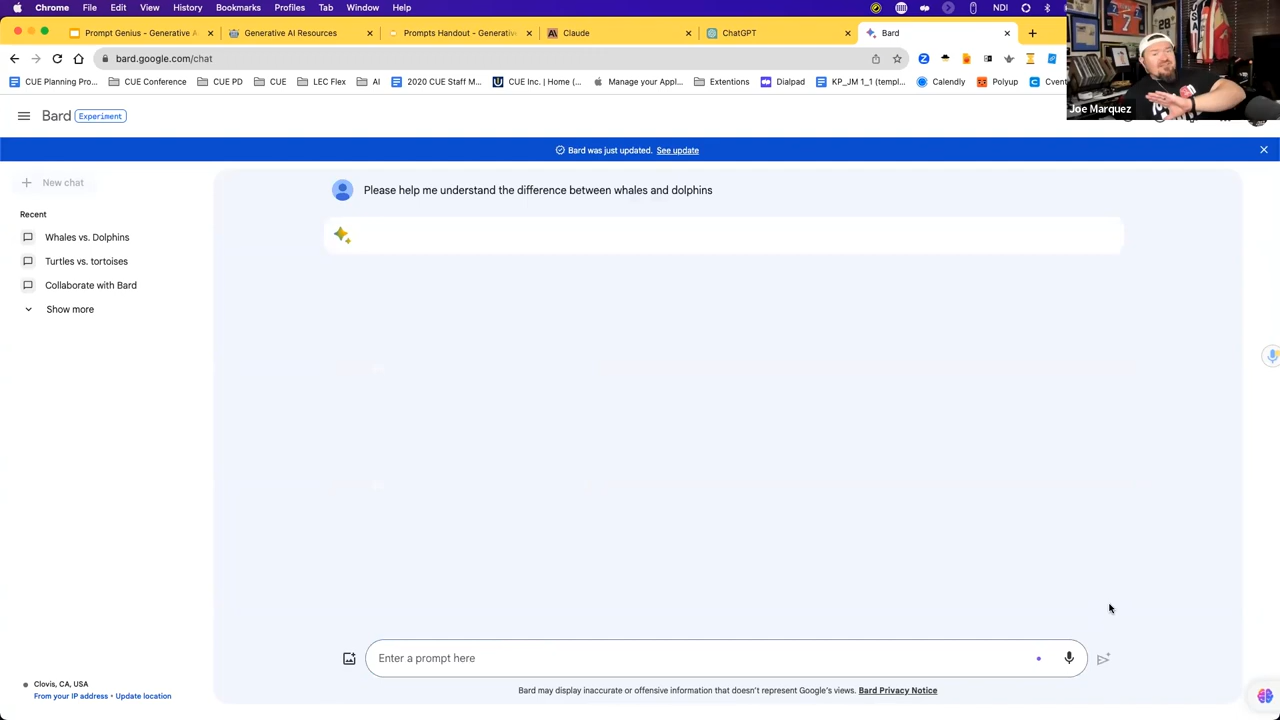 Chrome File Edit View History Bookmarks Profiles Tab Window Help NDI
Prompt Genius - Generative A
Generative AI Resources
Prompts Handout - Generative
Claude
ChatGPT
Bard
bard.google.com/chat
CUE Planning Pro...
CUE Conference
CUE PD
CUE
LEC Flex
AI
2020 CUE Staff M...
CUE Inc. | Home (...
Manage your Appl...
Extentions
Dialpad
KP_JM 1_1 (templ...
Calendly
Polyup
Cvent
Joe Marquez
Bard Experiment
Bard was just updated. See update
New chat
Recent
Whales vs. Dolphins
Turtles vs. tortoises
Collaborate with Bard
Show more
Please help me understand the difference between whales and dolphins
Enter a prompt here
Bard may display inaccurate or offensive information that doesn't represent Google's views. Bard Privacy Notice
Clovis, CA, USA
From your IP address • Update location